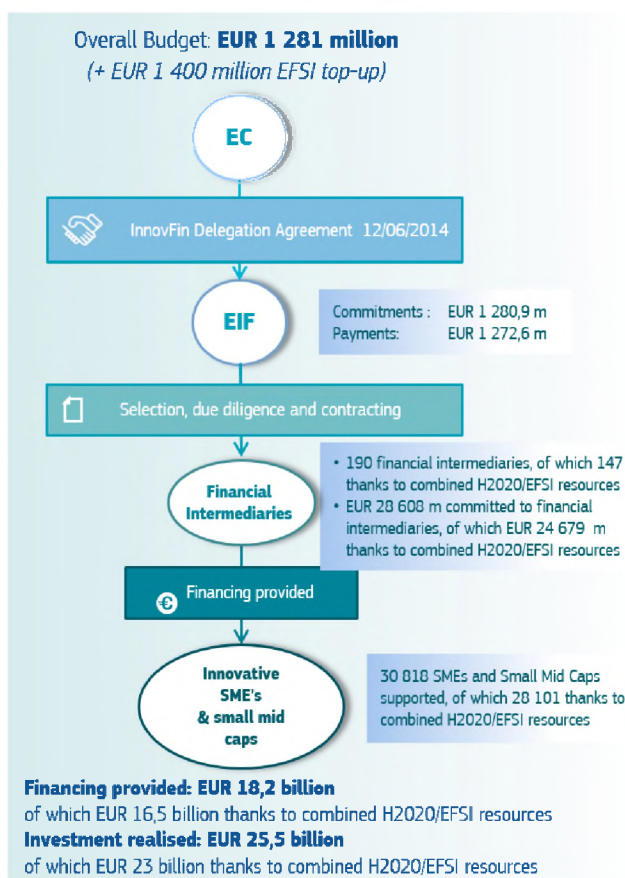 Overall Budget: EUR 1 281 million
(+ EUR 1 400 million EFSI top-up)
EC
InnovFin Delegation Agreement 12/06/2014
EIF
Commitments : EUR 1 280,9 m
Payments: EUR 1 272,6 m
Selection, due diligence and contracting
Financial
Intermediaries
• 190 financial intermediaries, of which 147
thanks to combined H2020/EFSI resources
• EUR 28 608 m committed to financial
intermediaries, of which EUR 24 679 m
thanks to combined H2020/EFSI resources
€ Financing provided
Innovative
SME's
& small mid
caps
30 818 SMEs and Small Mid Caps
supported, of which 28 101 thanks to
combined H2020/EFSI resources
Financing provided: EUR 18,2 billion
of which EUR 16,5 billion thanks to combined H2020/EFSI resources
Investment realised: EUR 25,5 billion
of which EUR 23 billion thanks to combined H2020/EFSI resources